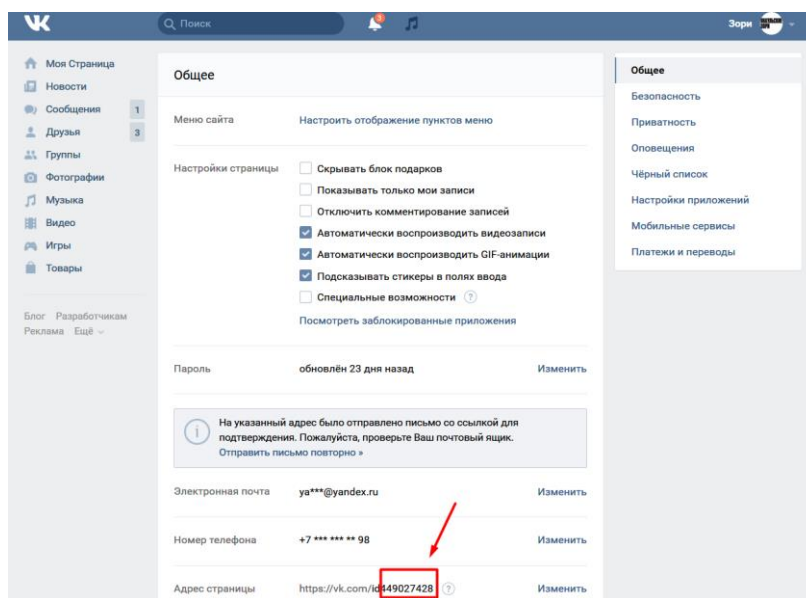 Поиск
3
Зори
Моя Страница
Новости
Сообщения 1
Друзья 3
Группы
Фотографии
Музыка
Видео
Игры
Товары
Блог Разработчикам
Реклама Ещё
Общее
Меню сайта Настроить отображение пунктов меню
Настройки страницы Скрывать блок подарков
Показывать только мои записи
Отключить комментирование записей
Автоматически воспроизводить видеозаписи
Автоматически воспроизводить GIF-анимации
Подсказывать стикеры в полях ввода
Специальные возможности ?
Посмотреть заблокированные приложения
Пароль обновлён 23 дня назад Изменить
На указанный адрес было отправлено письмо со ссылкой для
подтверждения. Пожалуйста, проверьте Ваш почтовый ящик.
Отправить письмо повторно »
Электронная почта ya***@yandex.ru Изменить
Номер телефона +7 *** *** ** 98 Изменить
Адрес страницы https://vk.com/id449027428 ? Изменить
Общее
Безопасность
Приватность
Оповещения
Чёрный список
Настройки приложений
Мобильные сервисы
Платежи и переводы